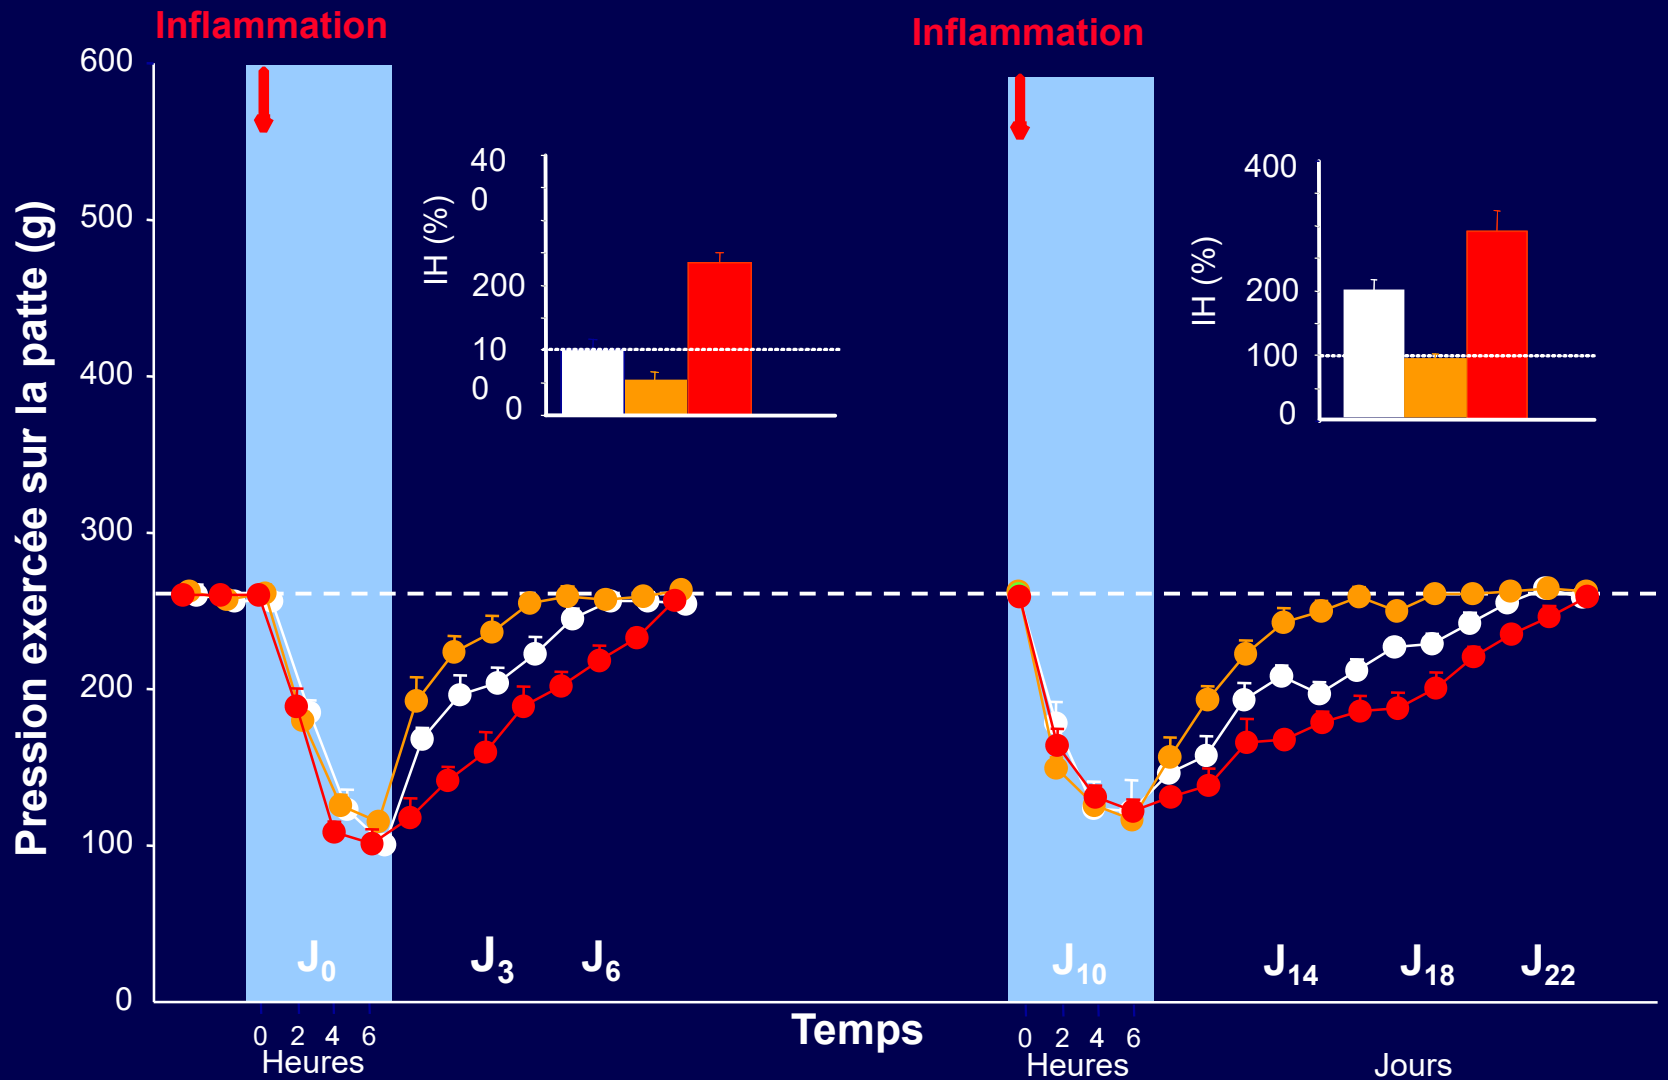 Inflammation
Inflammation
Pression exercée sur la patte (g)
600
500
400
300
200
100
0
IH (%)
40
0
200
10
0
0
IH (%)
400
200
100
0
J0
J3
J6
J10
J14
J18
J22
0 2 4 6
Heures
Temps
0 2 4 6
Heures
Jours